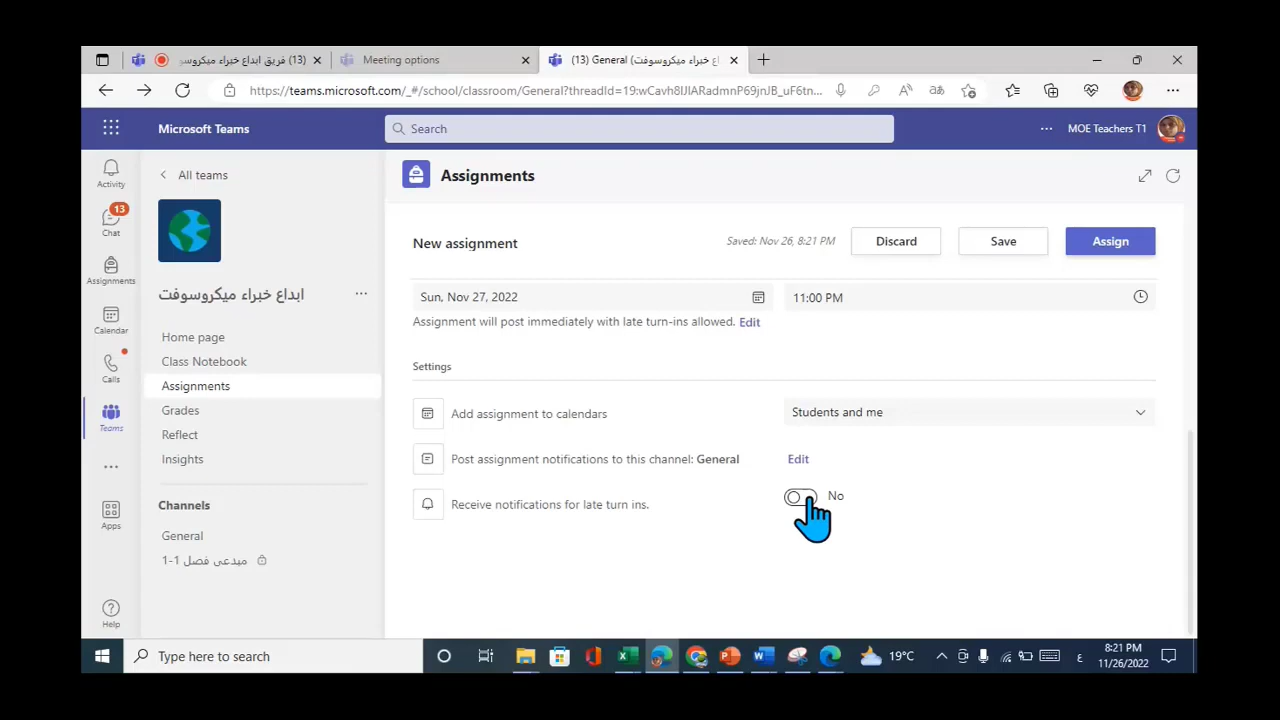 (13) فريق ابداع خبراء ميكروسوفت
Meeting options
(13) General (ابداع خبراء ميكروسوفت
https://teams.microsoft.com/_#/school/classroom/General?threadId=19:wCavh8IJIARadmnP69jnJB_uF6tn...
Microsoft Teams
Search
MOE Teachers T1
Activity
13
Chat
Assignments
Calendar
Calls
Teams
Apps
Help
All teams
ابداع خبراء ميكروسوفت
Home page
Class Notebook
Assignments
Grades
Reflect
Insights
Channels
General
ميدعى فصل 1-1
Assignments
New assignment
Saved: Nov 26, 8:21 PM
Discard
Save
Assign
Sun, Nov 27, 2022
11:00 PM
Assignment will post immediately with late turn-ins allowed. Edit
Settings
Add assignment to calendars
Students and me
Post assignment notifications to this channel: General
Edit
Receive notifications for late turn ins.
No
Type here to search
19°C
ع
8:21 PM
11/26/2022